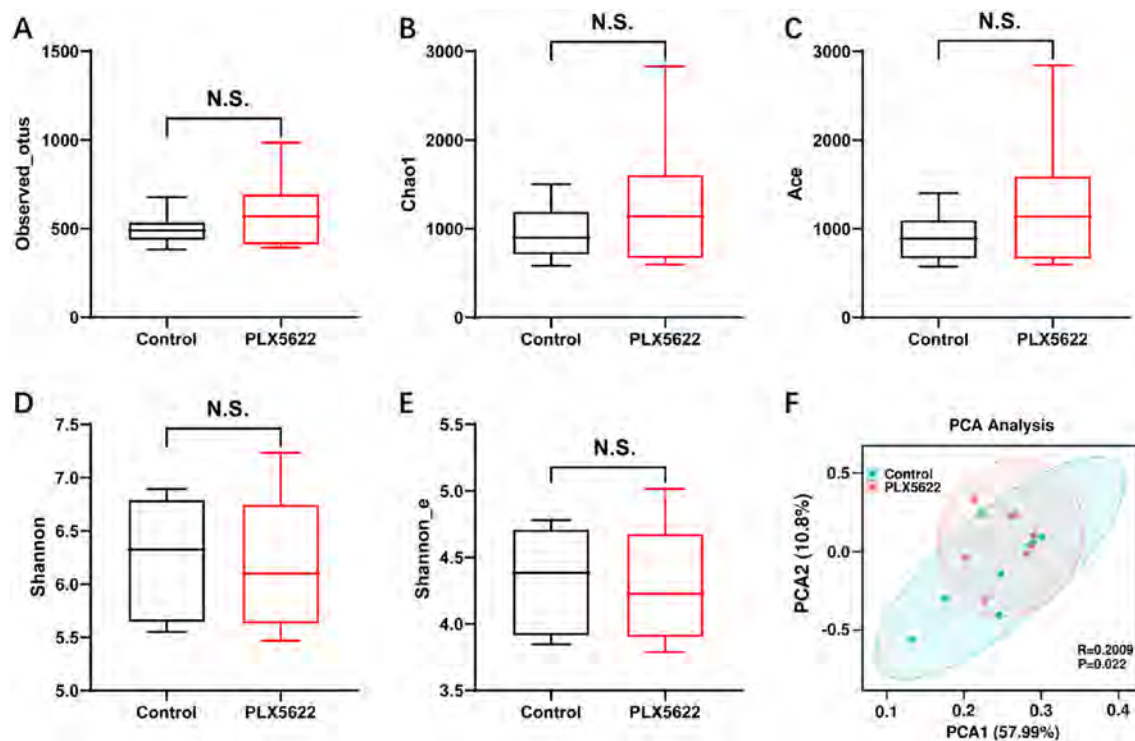 A
B
C
N.S.
N.S.
N.S.
Observed_otus
1500
1000
500
0
Control
PLX5622
Chao1
3000
2000
1000
0
Control
PLX5622
Ace
3000
2000
1000
0
Control
PLX5622
D
E
F
N.S.
Shannon
7.5
7.0
6.5
6.0
5.5
5.0
Control
PLX5622
N.S.
Shannon_e
5.5
5.0
4.5
4.0
3.5
Control
PLX5622
PCA Analysis
Control
PLX5622
PCA2 (10.8%)
0.5
0.0
-0.5
R=0.2009
P=0.022
0.1
0.2
0.3
0.4
PCA1 (57.99%)